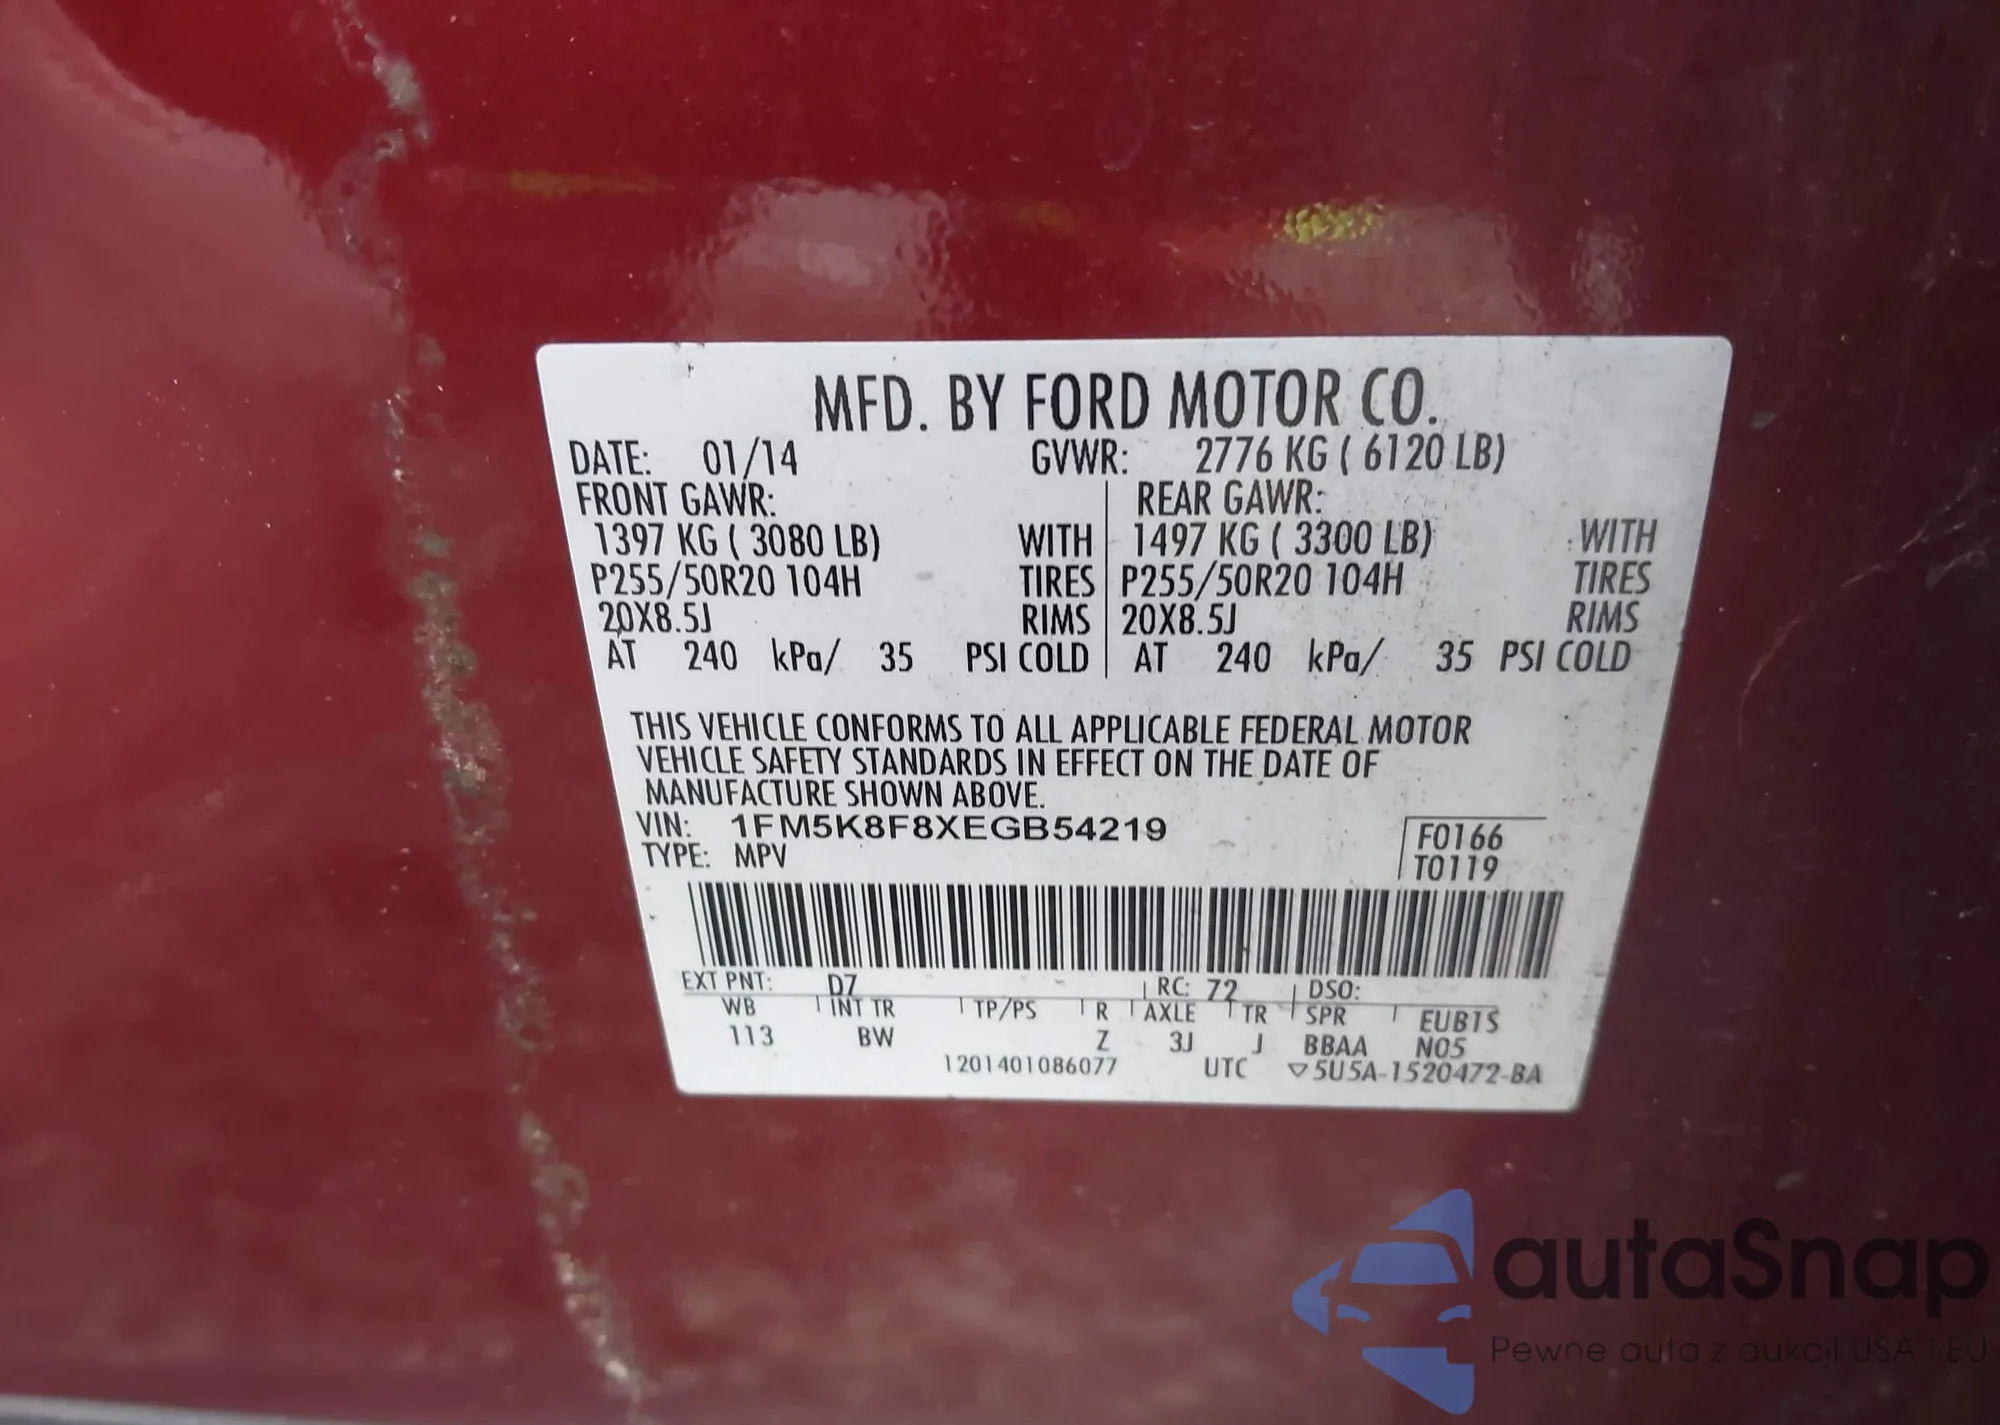 MFD. BY FORD MOTOR CO.
DATE: 01/14 GVWR: 2776 KG ( 6120 LB)
FRONT GAWR: REAR GAWR:
1397 KG ( 3080 LB) WITH 1497 KG ( 3300 LB) WITH
P255/50R20 104H TIRES P255/50R20 104H TIRES
20X8.5J RIMS 20X8.5J RIMS
AT 240 kPa/ 35 PSI COLD AT 240 kPa/ 35 PSI COLD
THIS VEHICLE CONFORMS TO ALL APPLICABLE FEDERAL MOTOR
VEHICLE SAFETY STANDARDS IN EFFECT ON THE DATE OF
MANUFACTURE SHOWN ABOVE.
VIN: 1FM5K8F8XEGB54219 F0166
TYPE: MPV T0119
EXT PNT: D7 RC: 72 DSO:
WB INT TR TP/PS R AXLE TR SPR EUB1S
113 BW Z 3J J BBAA N05
1201401086077 UTC ▽5U5A-1520472-BA
autaSnap
Pewne auta z aukcji USA i EU